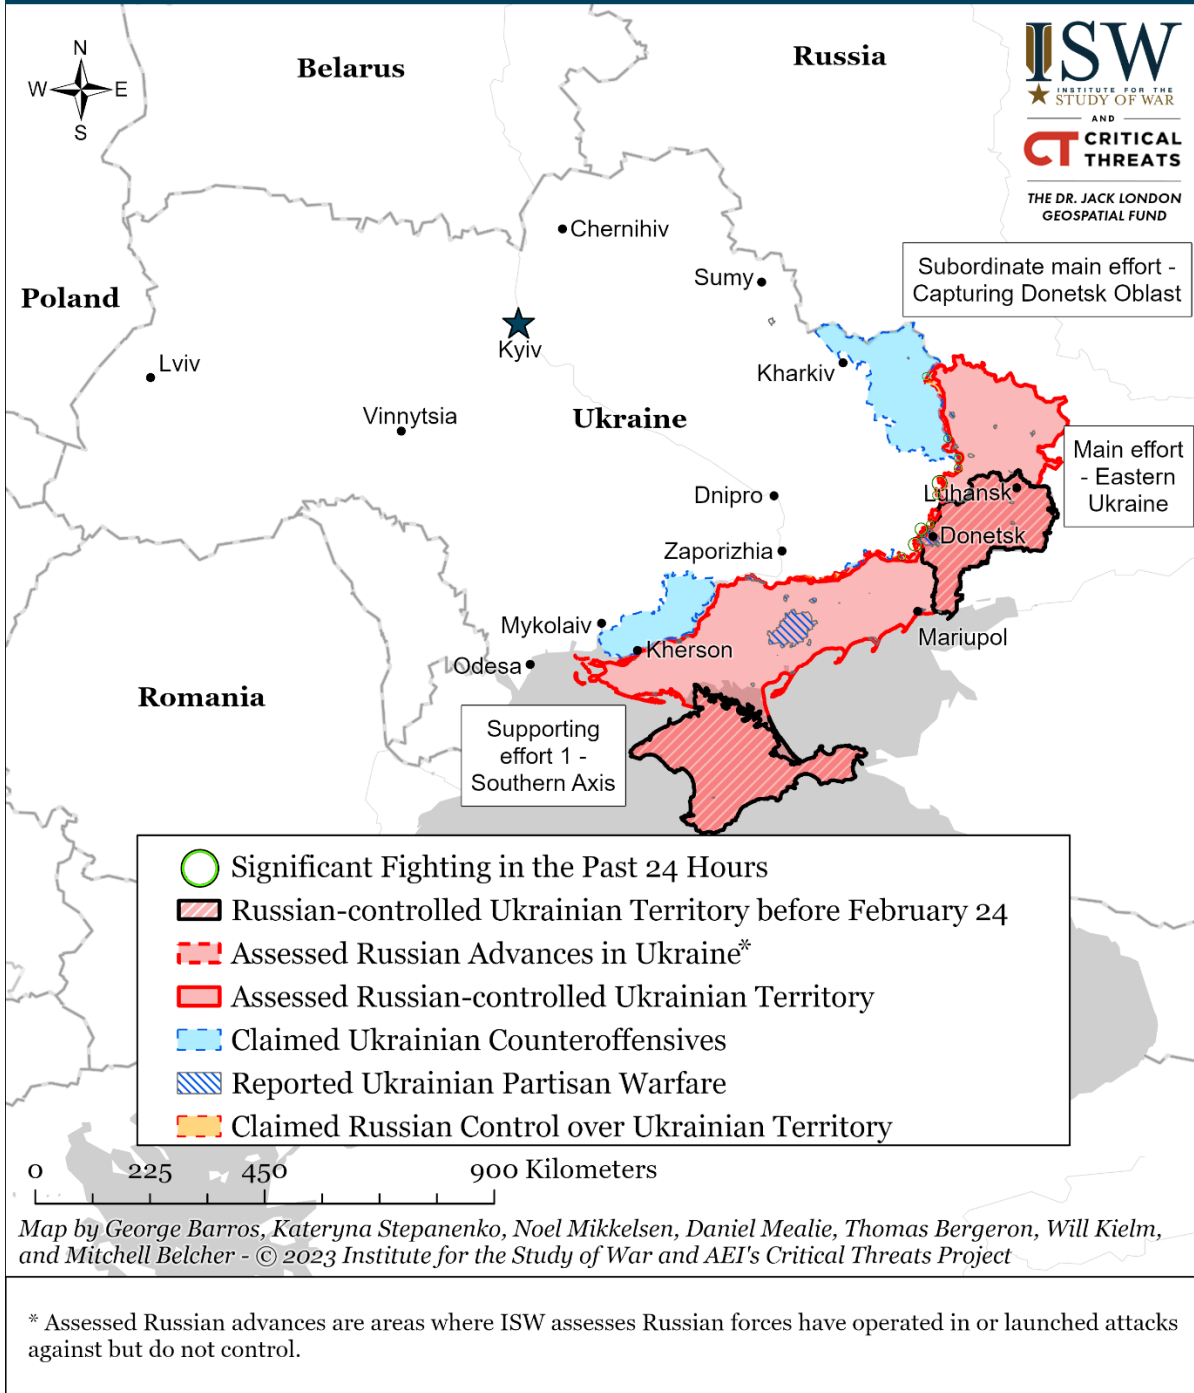 N
W
E
S
Belarus
Russia
ISW
INSTITUTE FOR THE
STUDY OF WAR
AND
CT CRITICAL
THREATS
THE DR. JACK LONDON
GEOSPATIAL FUND
Chernihiv
Sumy
Subordinate main effort -
Capturing Donetsk Oblast
Poland
Kyiv
Lviv
Kharkiv
Vinnytsia
Ukraine
Main effort
- Eastern
Ukraine
Dnipro
Luhansk
Donetsk
Zaporizhia
Mykolaiv
Mariupol
Kherson
Odesa
Romania
Supporting
effort 1 -
Southern Axis
Significant Fighting in the Past 24 Hours
Russian-controlled Ukrainian Territory before February 24
Assessed Russian Advances in Ukraine*
Assessed Russian-controlled Ukrainian Territory
Claimed Ukrainian Counteroffensives
Reported Ukrainian Partisan Warfare
Claimed Russian Control over Ukrainian Territory
0 225 450 900 Kilometers
Map by George Barros, Kateryna Stepanenko, Noel Mikkelsen, Daniel Mealie, Thomas Bergeron, Will Kielm,
and Mitchell Belcher - © 2023 Institute for the Study of War and AEI's Critical Threats Project
* Assessed Russian advances are areas where ISW assesses Russian forces have operated in or launched attacks
against but do not control.